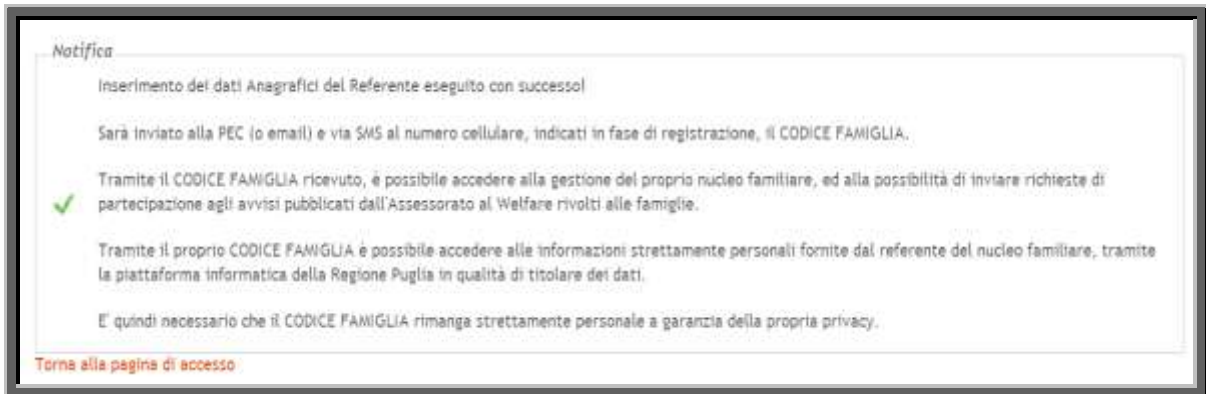 Notifica
Inserimento dei dati Anagrafici del Referente eseguito con successo!
Sarà inviato alla PEC (o email) e via SMS al numero cellulare, indicati in fase di registrazione, il CODICE FAMIGLIA.
Tramite il CODICE FAMIGLIA ricevuto, è possibile accedere alla gestione del proprio nucleo familiare, ed alla possibilità di inviare richieste di
partecipazione agli avvisi pubblicati dall'Assessorato al Welfare rivolti alle famiglie.
Tramite il proprio CODICE FAMIGLIA è possibile accedere alle informazioni strettamente personali fornite dal referente del nucleo familiare, tramite
la piattaforma informatica della Regione Puglia in qualità di titolare dei dati.
E' quindi necessario che il CODICE FAMIGLIA rimanga strettamente personale a garanzia della propria privacy.
Torna alla pagina di accesso